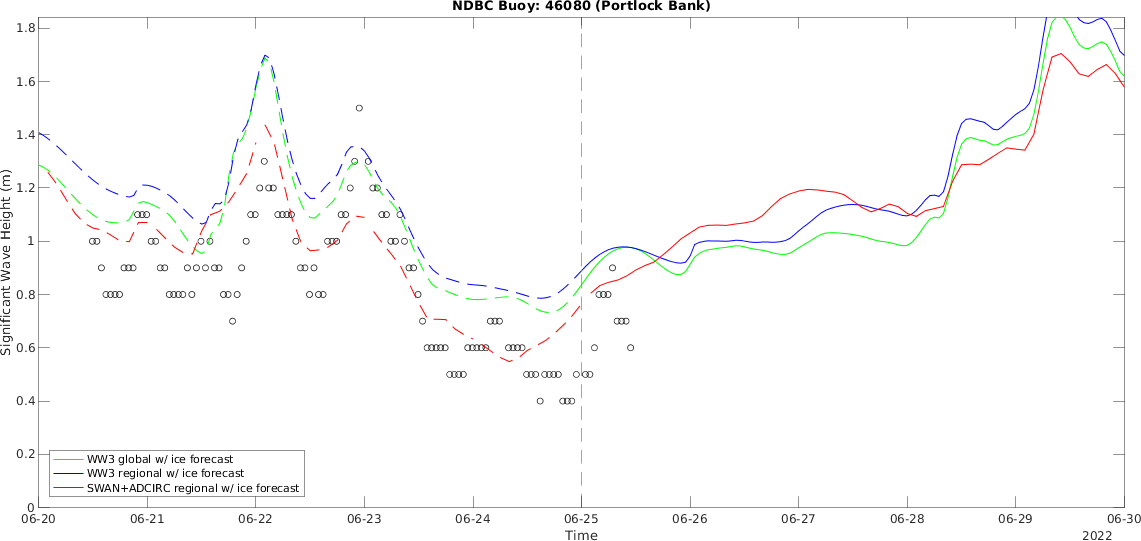 NDBC Buoy: 46080 (Portlock Bank)
Significant Wave Height (m)
1.8
1.6
1.4
1.2
1
0.8
0.6
0.4
0.2
0
WW3 global w/ ice forecast
WW3 regional w/ ice forecast
SWAN+ADCIRC regional w/ ice forecast
06-20 06-21 06-22 06-23 06-24 06-25 06-26 06-27 06-28 06-29 06-30
Time
2022